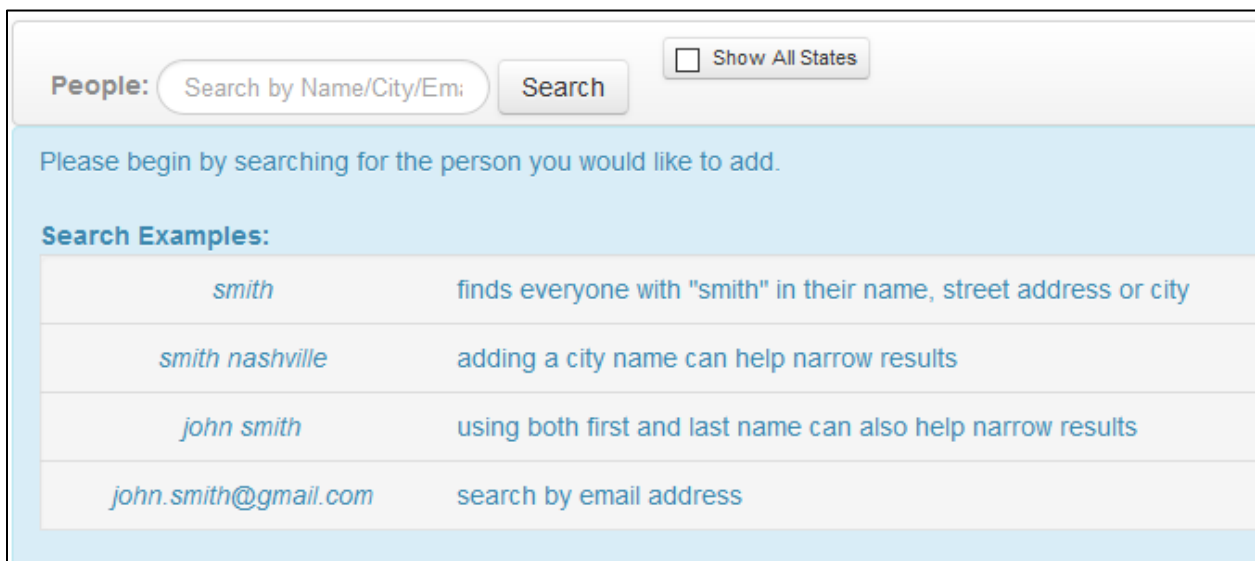 Show All States
People: Search by Name/City/Ema Search
Please begin by searching for the person you would like to add.
Search Examples:
smith finds everyone with "smith" in their name, street address or city
smith nashville adding a city name can help narrow results
john smith using both first and last name can also help narrow results
john.smith@gmail.com search by email address